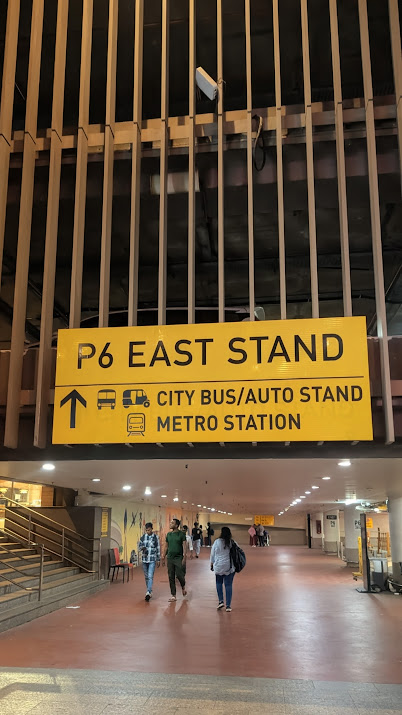 P6 EAST STAND
CITY BUS/AUTO STAND
METRO STATION